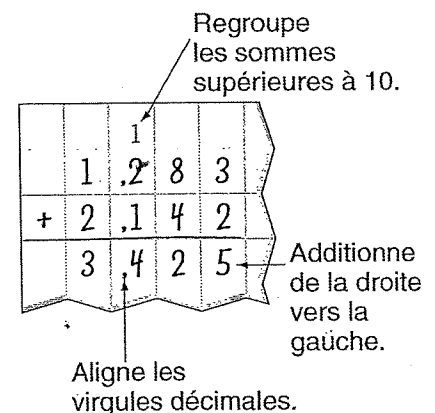 Regroupe
les sommes
supérieures à 10.
1
1 ,2 8 3
+ 2 ,1 4 2
3 ,4 2 5
Additionne
de la droite
vers la
gauche.
Aligne les
virgules décimales.